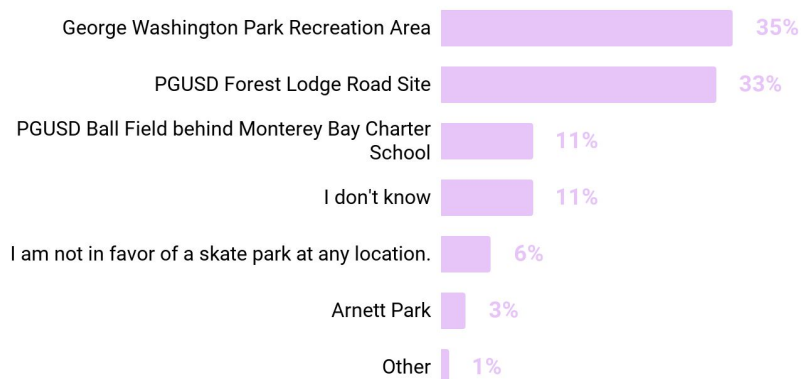 George Washington Park Recreation Area 35%
PGUSD Forest Lodge Road Site 33%
PGUSD Ball Field behind Monterey Bay Charter
School 11%
I don't know 11%
I am not in favor of a skate park at any location. 6%
Arnett Park 3%
Other 1%